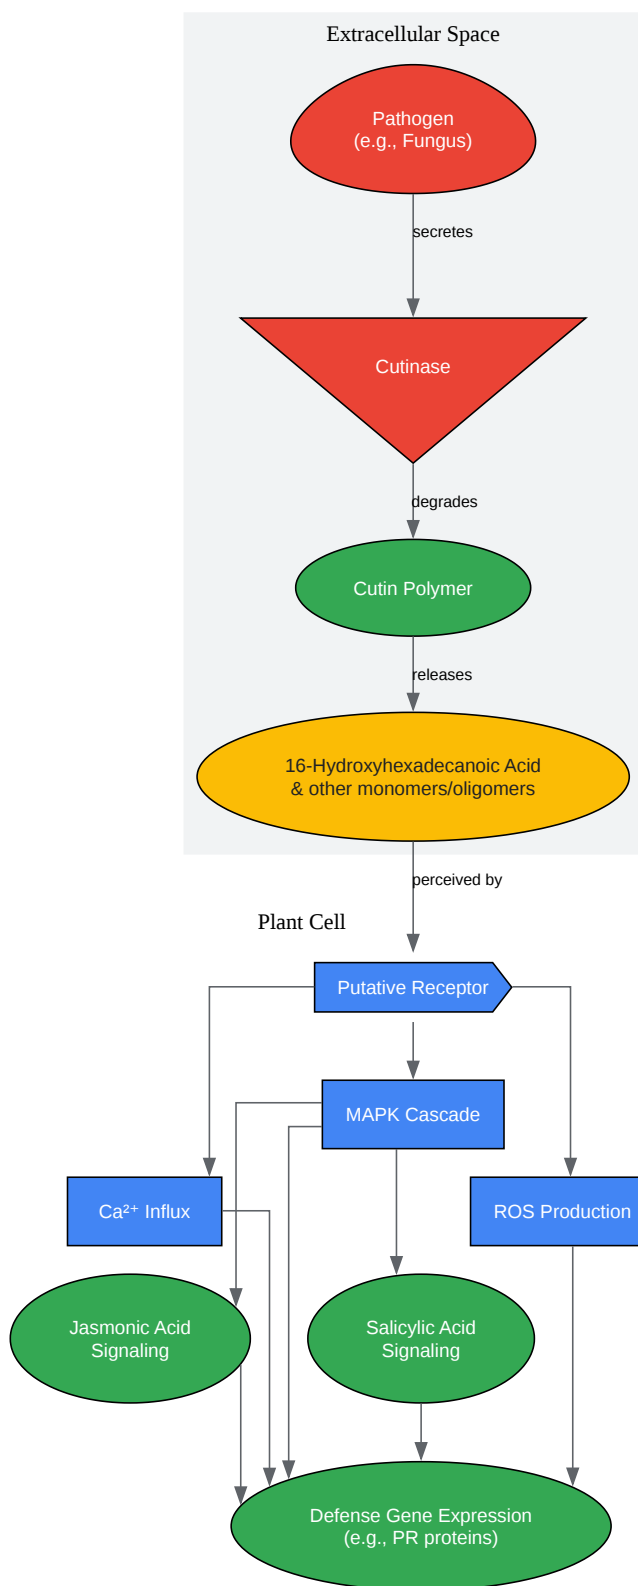 Extracellular Space
Pathogen
(e.g., Fungus)
secretes
Cutinase
degrades
Cutin Polymer
releases
16-Hydroxyhexadecanoic Acid
& other monomers/oligomers
perceived by
Plant Cell
Putative Receptor
MAPK Cascade
Ca²⁺ Influx
ROS Production
Jasmonic Acid
Signaling
Salicylic Acid
Signaling
Defense Gene Expression
(e.g., PR proteins)